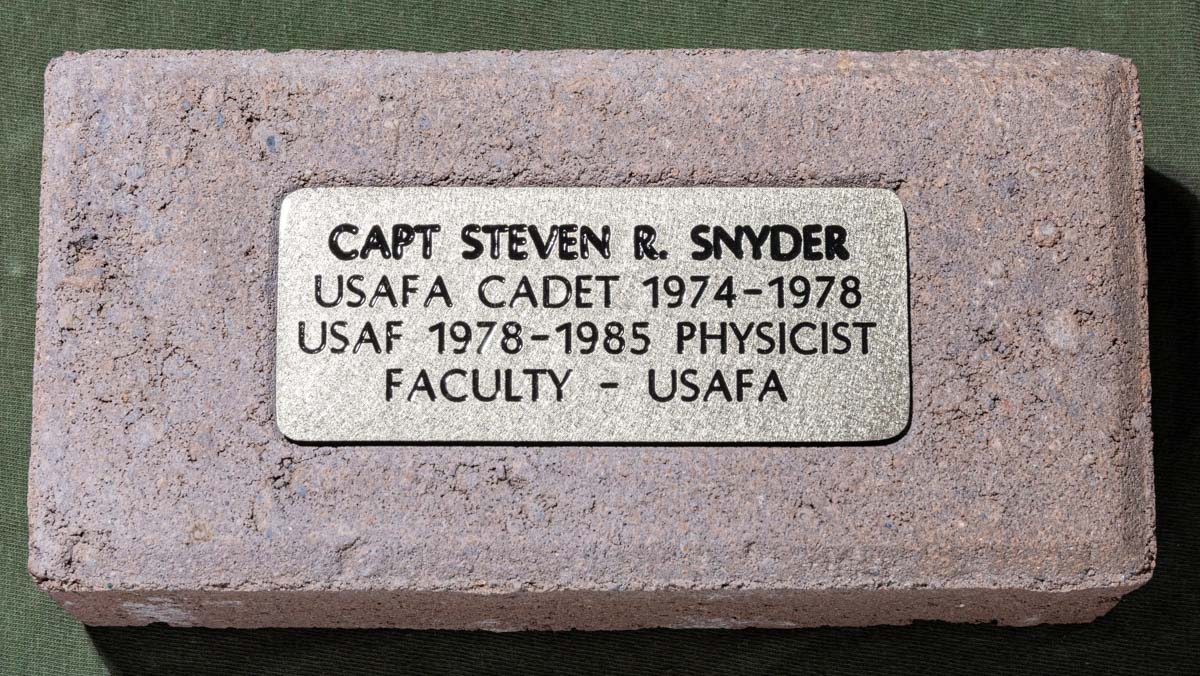 CAPT STEVEN R. SNYDER
USAFA CADET 1974-1978
USAF 1978-1985 PHYSICIST
FACULTY - USAFA